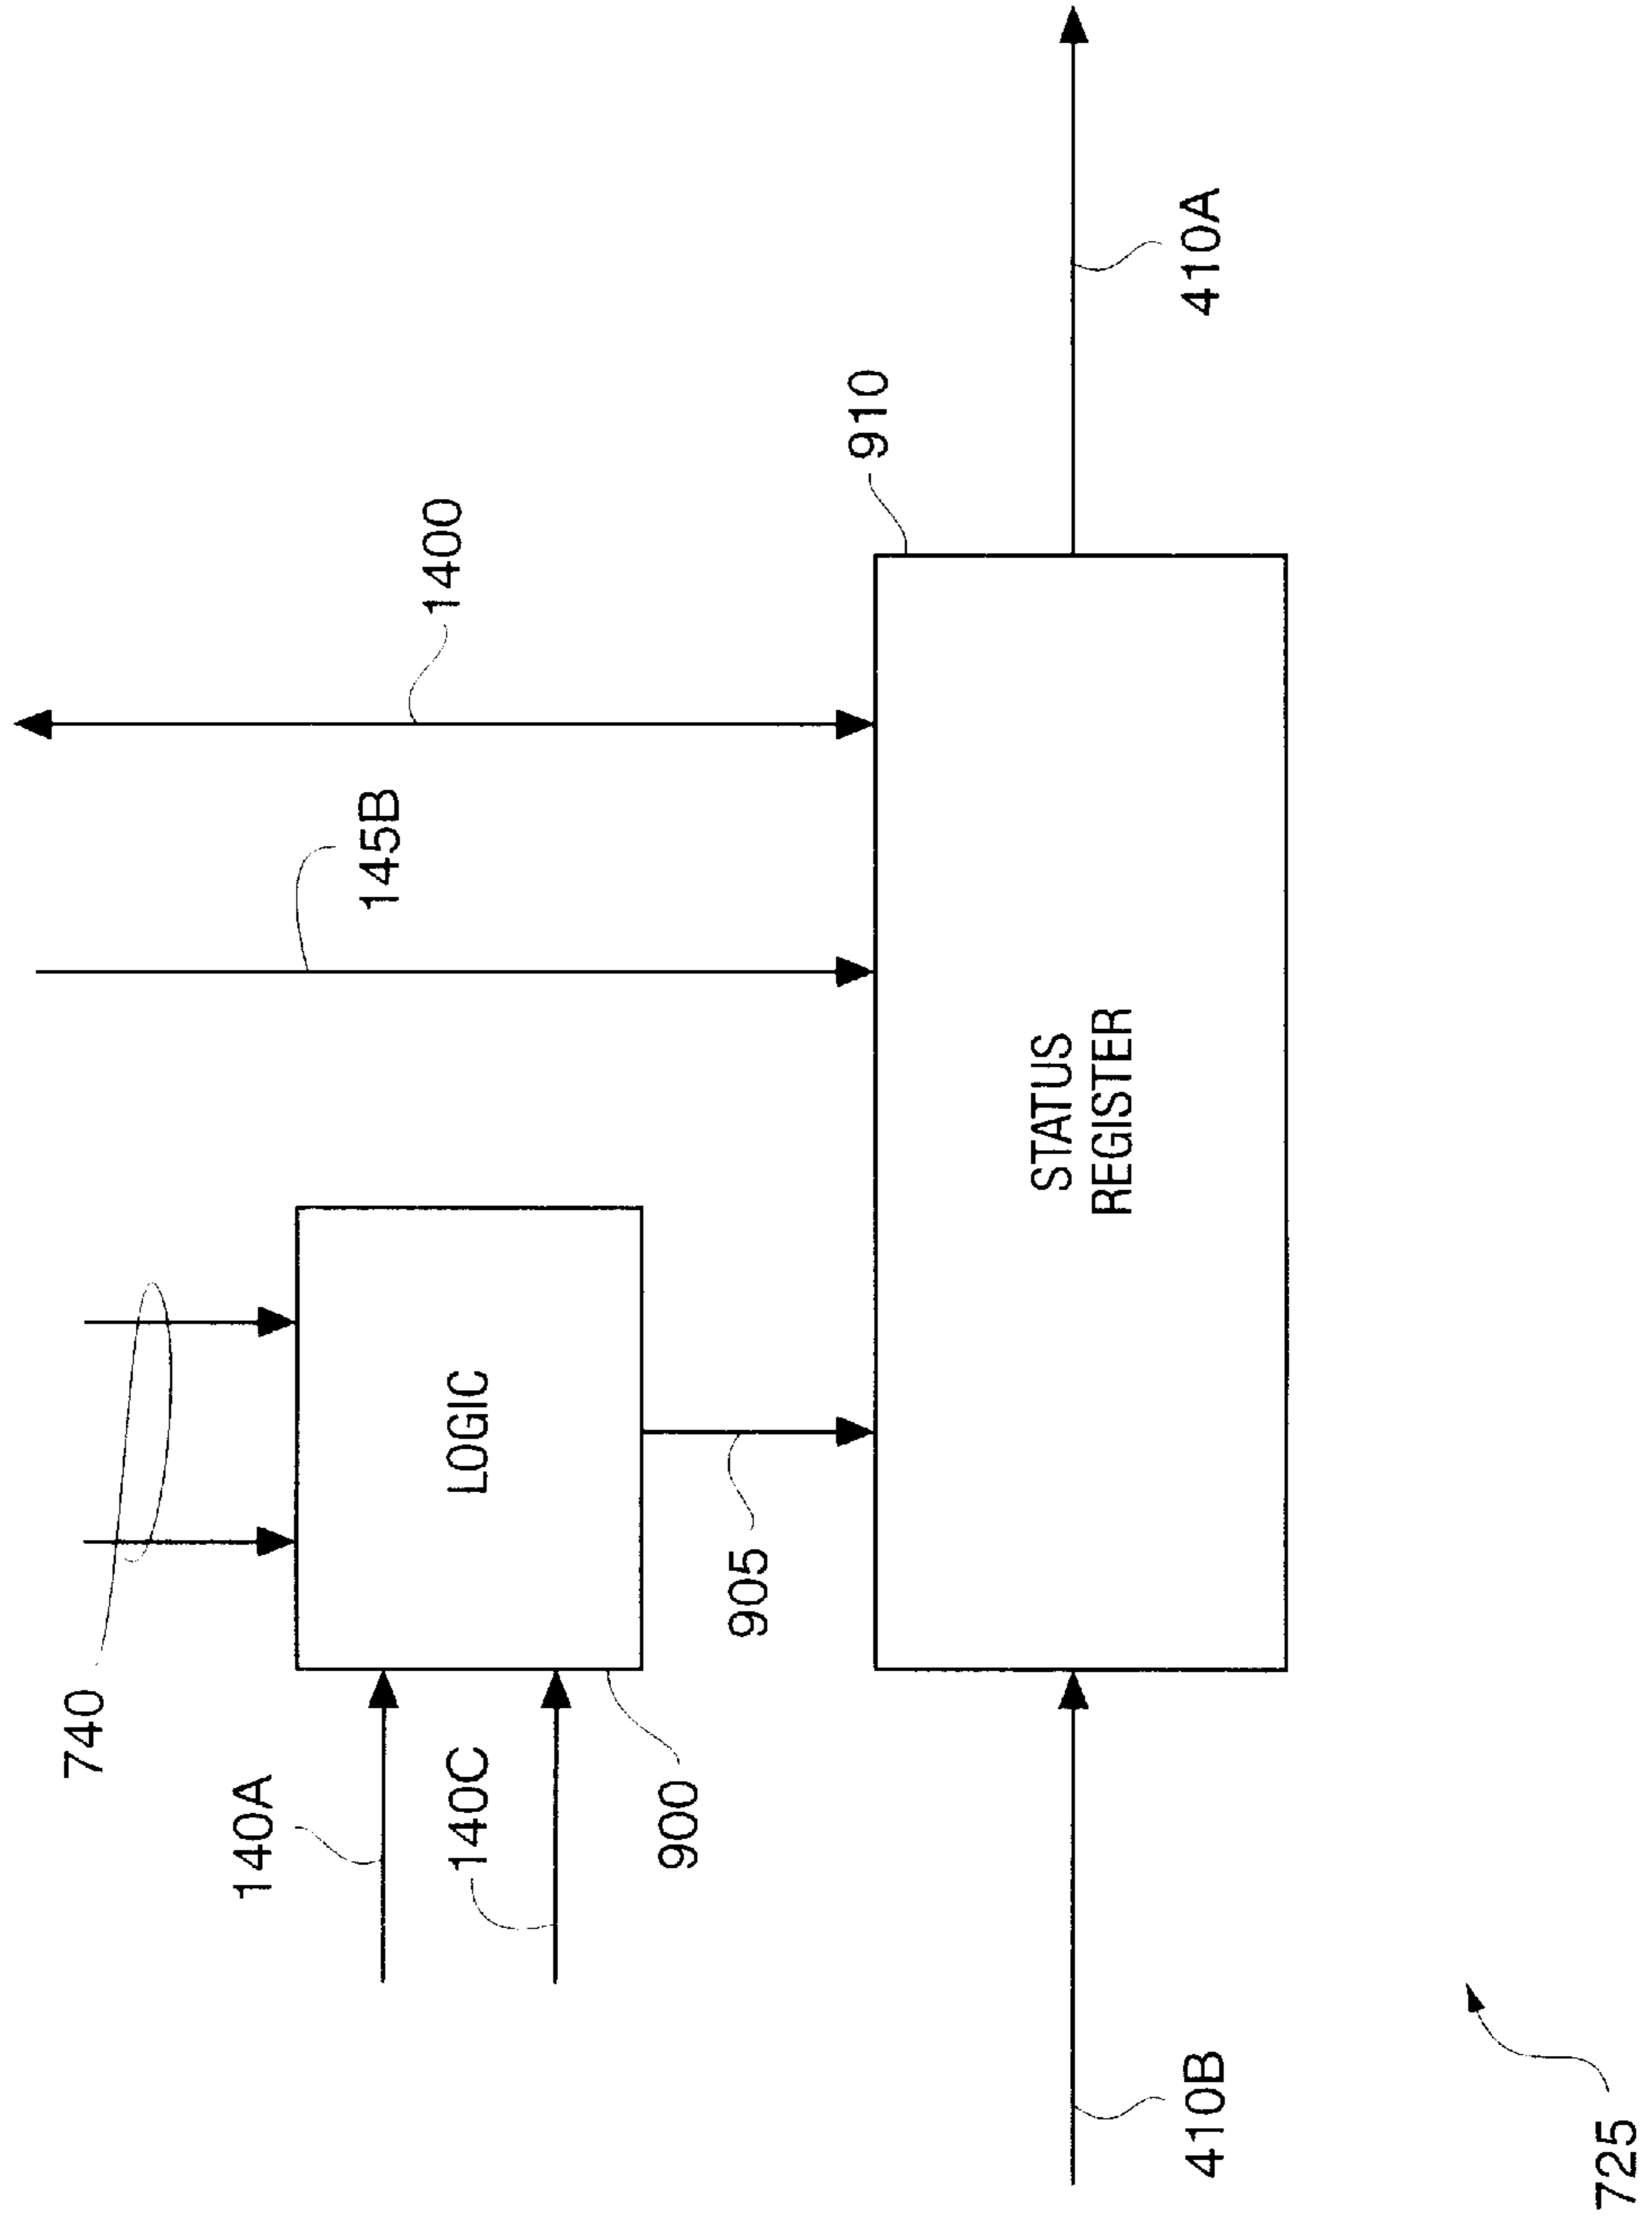 740
140A
145B
1400
140C
LOGIC
900
905
910
STATUS
REGISTER
410B
410A
725